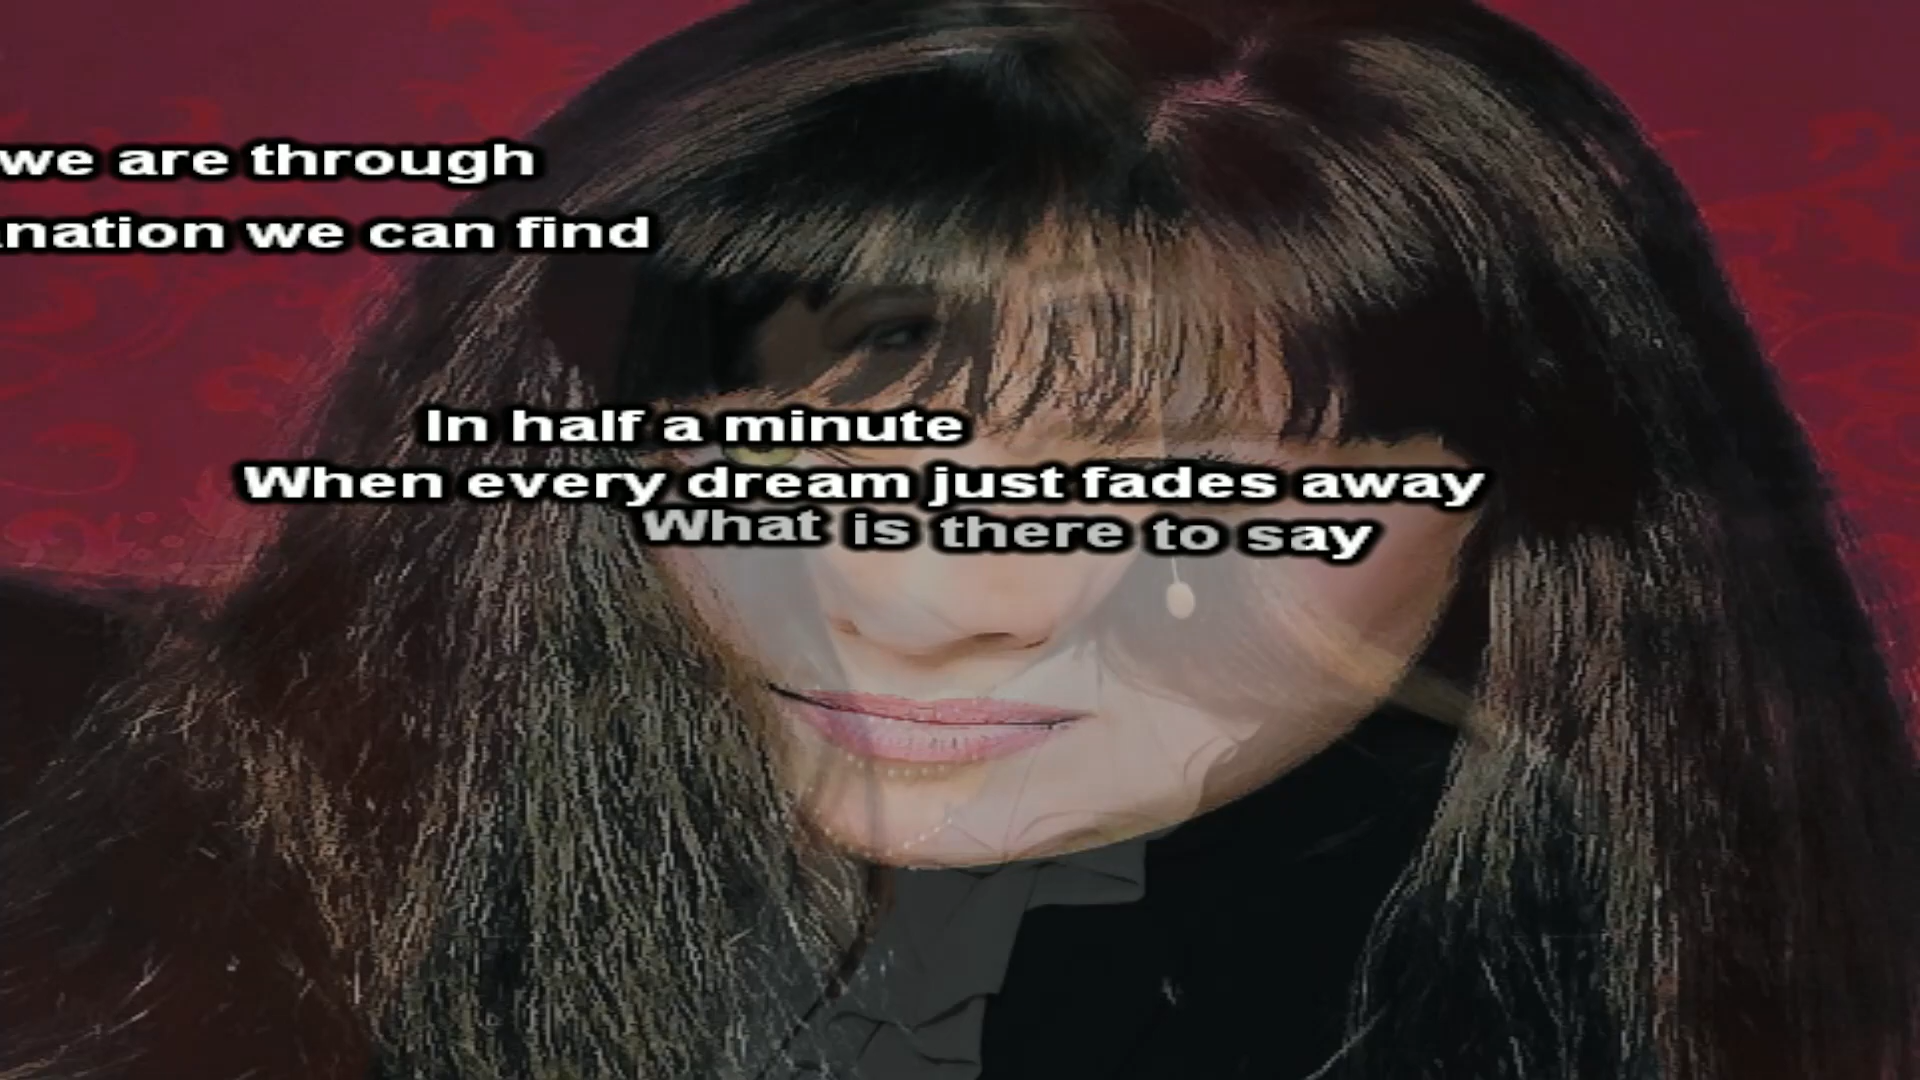 we are through
nation we can find
In half a minute
When every dream just fades away
What is there to say